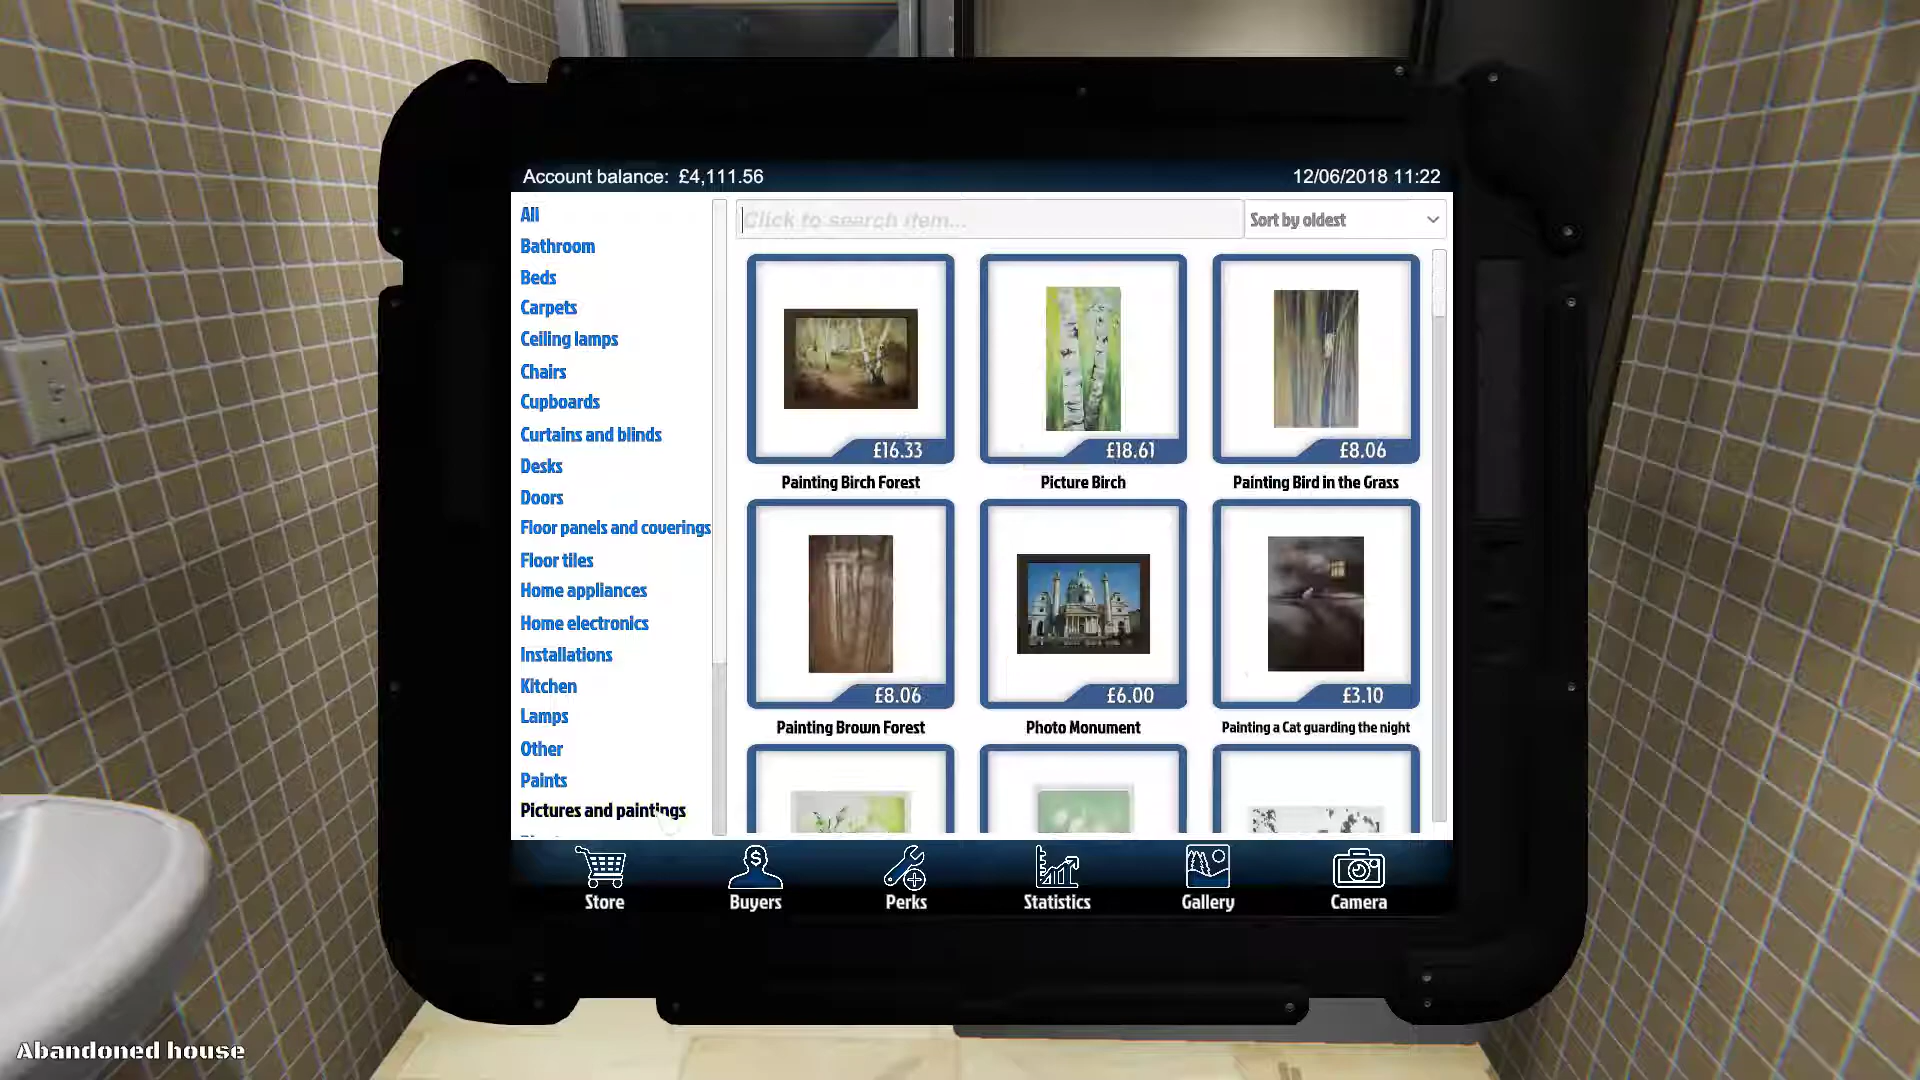 Account balance: £4,111.56
12/06/2018 11:22
All
Bathroom
Beds
Carpets
Ceiling lamps
Chairs
Cupboards
Curtains and blinds
Desks
Doors
Floor panels and coverings
Floor tiles
Home appliances
Home electronics
Installations
Kitchen
Lamps
Other
Paints
Pictures and paintings
Click to search item...
Sort by oldest
£16.33
£18.61
£8.06
Painting Birch Forest
Picture Birch
Painting Bird in the Grass
£8.06
£6.00
£3.10
Painting Brown Forest
Photo Monument
Painting a Cat guarding the night
Store
Buyers
Perks
Statistics
Gallery
Camera
Abandoned house